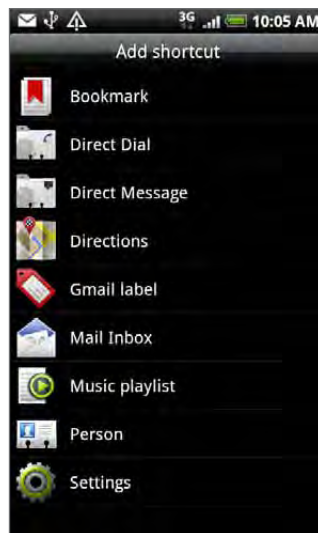 3G 10:05 AM
Add shortcut
Bookmark
Direct Dial
Direct Message
Directions
Gmail label
Mail Inbox
Music playlist
Person
Settings